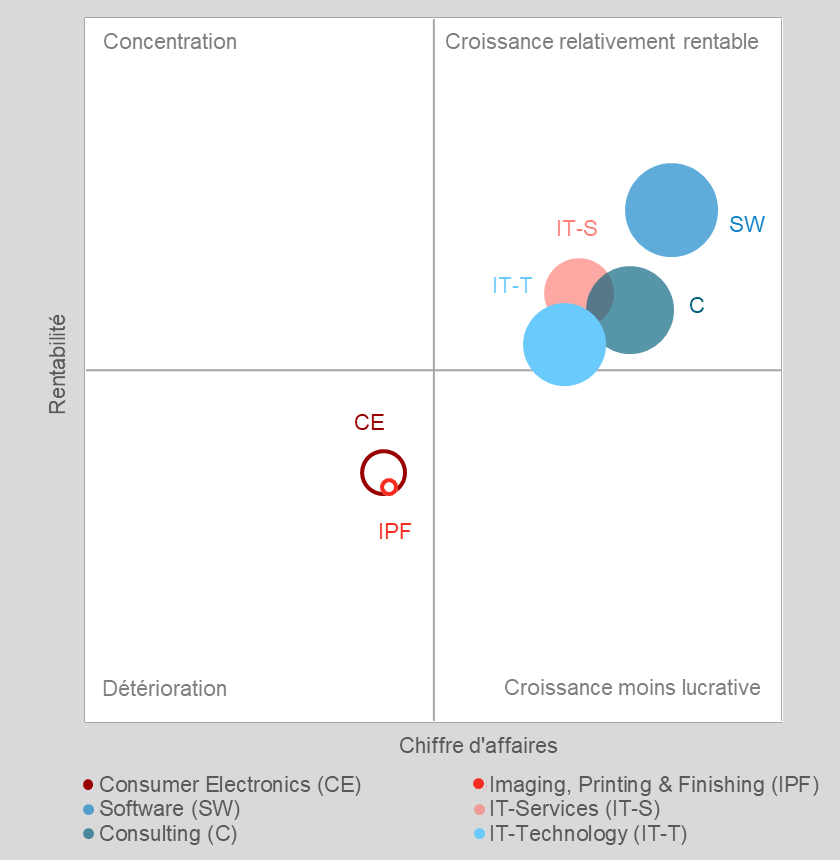 Concentration
Croissance relativement rentable
IT-S
SW
IT-T
C
Rentabilité
CE
IPF
Détérioration
Croissance moins lucrative
Chiffre d'affaires
Consumer Electronics (CE)
Imaging, Printing & Finishing (IPF)
Software (SW)
IT-Services (IT-S)
Consulting (C)
IT-Technology (IT-T)